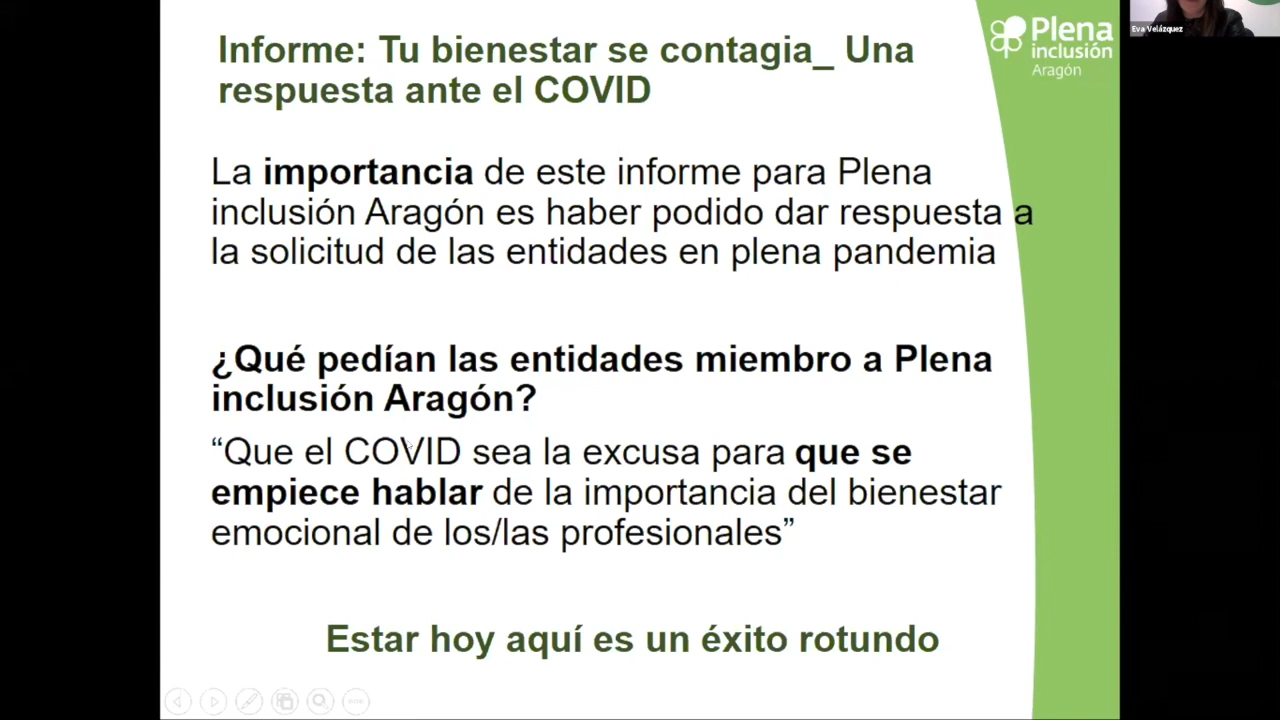 Informe: Tu bienestar se contagia_ Una
respuesta ante el COVID
Plena
inclusión
Aragón
Eva Velázquez
La importancia de este informe para Plena
inclusión Aragón es haber podido dar respuesta a
la solicitud de las entidades en plena pandemia
¿Qué pedían las entidades miembro a Plena
inclusión Aragón?
“Que el COVID sea la excusa para que se
empiece hablar de la importancia del bienestar
emocional de los/las profesionales”
Estar hoy aquí es un éxito rotundo